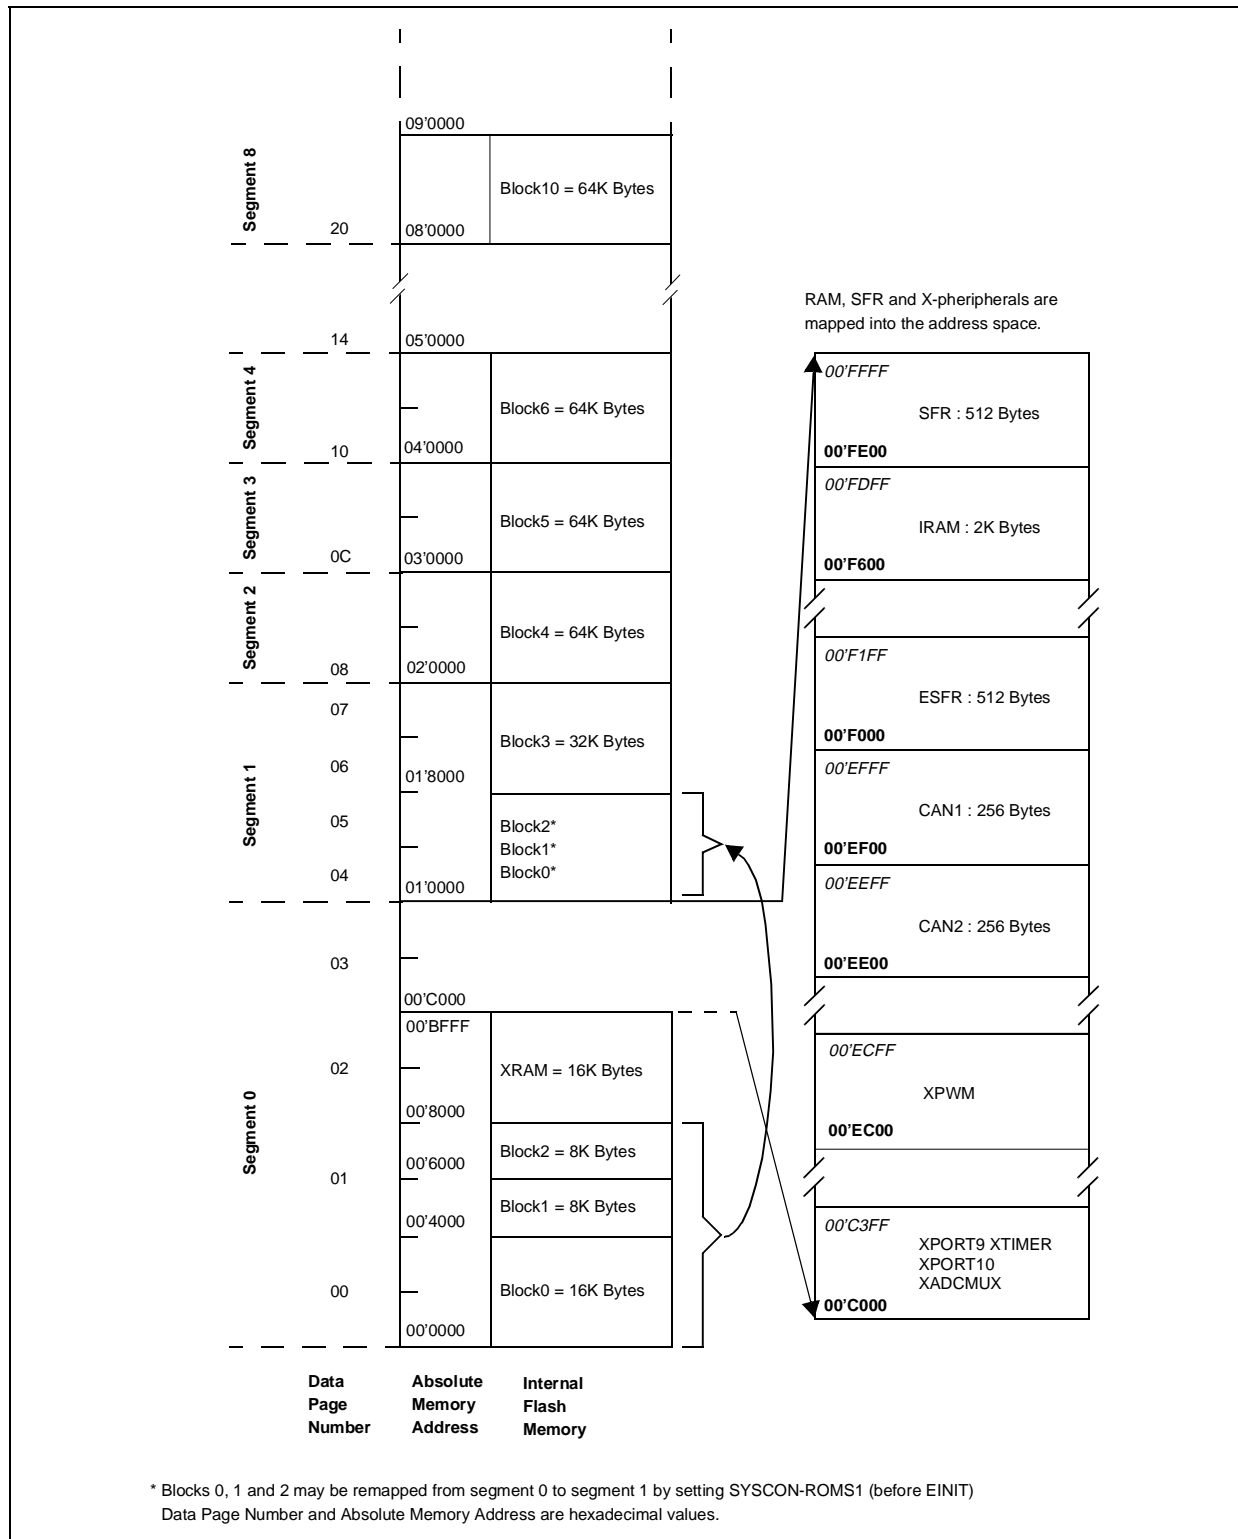 09'0000
Segment 8
Block10 = 64K Bytes
20
08'0000
14
05'0000
Segment 4
Block6 = 64K Bytes
10
04'0000
Segment 3
Block5 = 64K Bytes
0C
03'0000
Segment 2
Block4 = 64K Bytes
08
02'0000
Segment 1
07
Block3 = 32K Bytes
06
01'8000
05
Block2*
Block1*
Block0*
04
01'0000
Segment 0
03
00'C000
00'BFFF
02
XRAM = 16K Bytes
00'8000
Block2 = 8K Bytes
00'6000
01
Block1 = 8K Bytes
00'4000
00
Block0 = 16K Bytes
00'0000
Data
Page
Number
Absolute
Memory
Address
Internal
Flash
Memory
RAM, SFR and X-pheripherals are
mapped into the address space.
00'FFFF
SFR : 512 Bytes
00'FE00
00'FDFF
IRAM : 2K Bytes
00'F600
00'F1FF
ESFR : 512 Bytes
00'F000
00'EFFF
CAN1 : 256 Bytes
00'EF00
00'EEFF
CAN2 : 256 Bytes
00'EE00
00'ECFF
XPWM
00'EC00
00'C3FF
XPORT9 XTIMER
XPORT10
XADCMUX
00'C000
* Blocks 0, 1 and 2 may be remapped from segment 0 to segment 1 by setting SYSCON-ROMS1 (before EINIT)
Data Page Number and Absolute Memory Address are hexadecimal values.